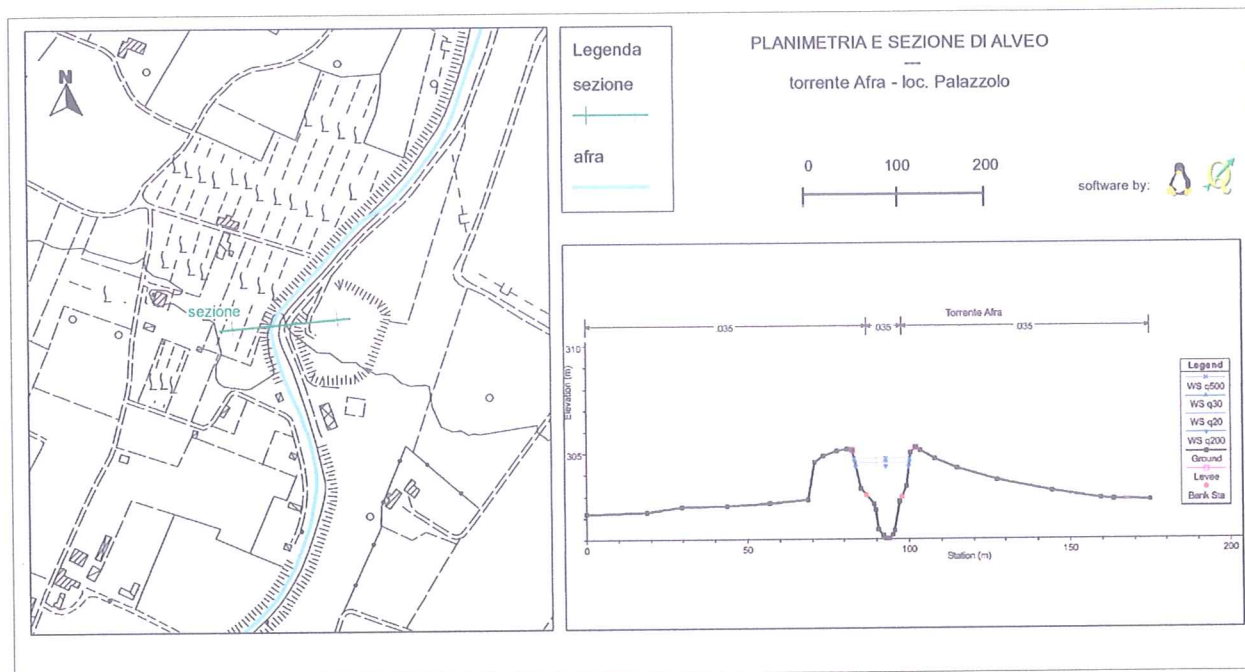 N
sezione
Legenda
sezione
afra
PLANIMETRIA E SEZIONE DI ALVEO
---
torrente Afra - loc. Palazzolo
0 100 200
software by:
Torrente Afra
.035 .035 .035
310
305
Elevation (m)
0 50 100 150 200
Station (m)
Legend
WS q500
WS q30
WS q20
WS q200
Ground
Levee
Bank Sta